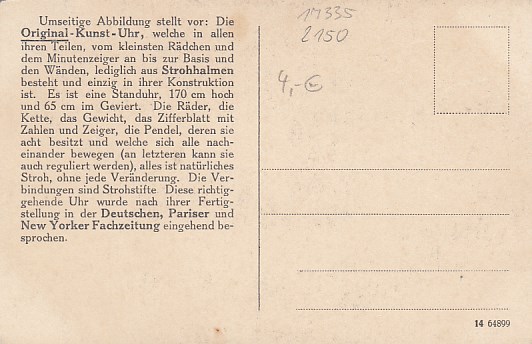 Umseitige Abbildung stellt vor: Die
Original-Kunst-Uhr, welche in allen
ihren Teilen, vom kleinsten Rädchen und
dem Minutenzeiger an bis zur Basis und
den Wänden, lediglich aus Strohhalmen
besteht und einzig in ihrer Konstruktion
ist. Es ist eine Standuhr, 170 cm hoch
und 65 cm im Geviert. Die Räder, die
Kette, das Gewicht, das Zifferblatt mit
Zahlen und Zeiger, die Pendel, deren sie
acht besitzt und welche sich alle nach-
einander bewegen (an letzteren kann sie
auch reguliert werden), alles ist natürliches
Stroh, ohne jede Veränderung. Die Ver-
bindungen sind Strohstifte. Diese richtig-
gehende Uhr wurde nach ihrer Fertig-
stellung in der Deutschen, Pariser und
New Yorker Fachzeitung eingehend be-
sprochen.
17335
2150
4,- €
14 64899